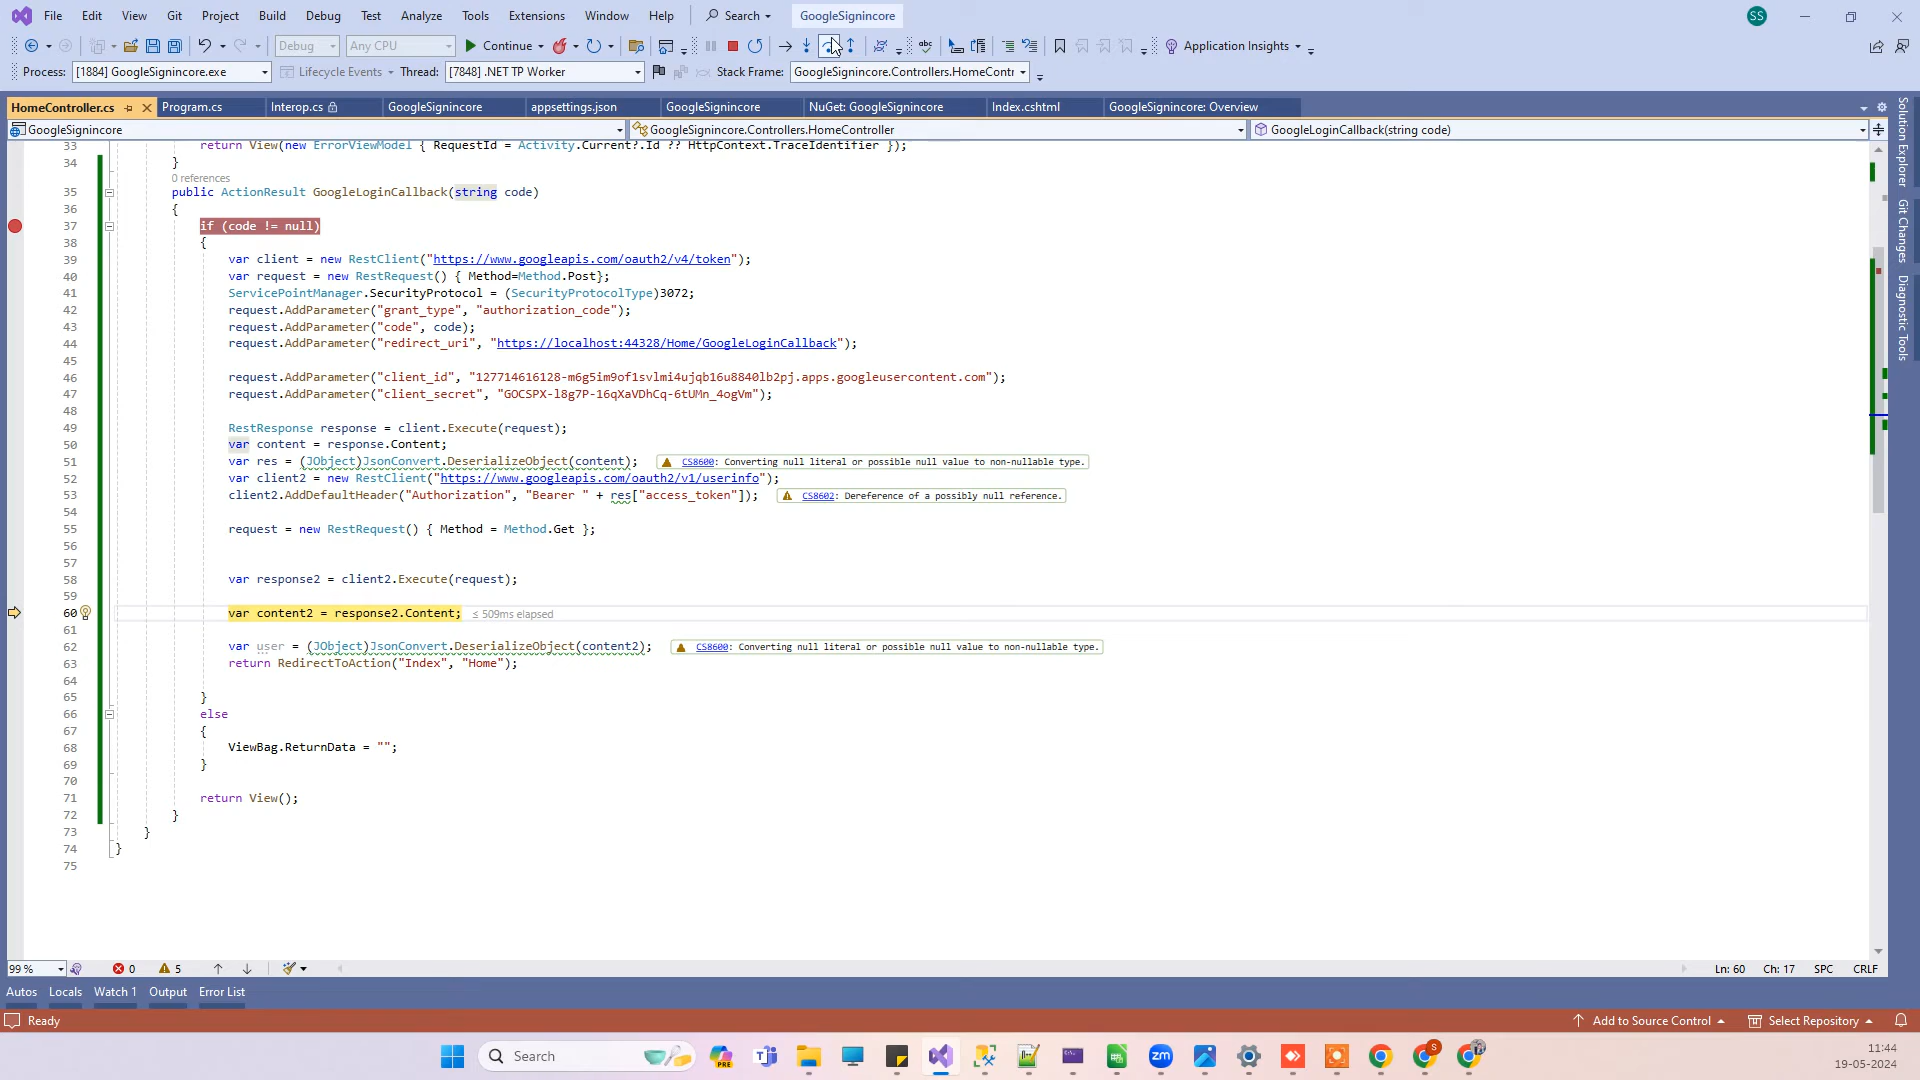 File Edit View Git Project Build Debug Test Analyze Tools Extensions Window Help Search GoogleSignincore SS
Debug Any CPU Continue abc Application Insights
Process: [1884] GoogleSignincore.exe Lifecycle Events Thread: [7848] .NET TP Worker Stack Frame: GoogleSignincore.Controllers.HomeContr
HomeController.cs Program.cs Interop.cs GoogleSignincore appsettings.json GoogleSignincore NuGet: GoogleSignincore Index.cshtml GoogleSignincore: Overview
GoogleSignincore GoogleSignincore.Controllers.HomeController GoogleLoginCallback(string code)
33 return View(new ErrorViewModel { RequestId = Activity.Current?.Id ?? HttpContext.TraceIdentifier });
34 }
0 references
35 public ActionResult GoogleLoginCallback(string code)
36 {
37 if (code != null)
38 {
39 var client = new RestClient("https://www.googleapis.com/oauth2/v4/token");
40 var request = new RestRequest() { Method=Method.Post};
41 ServicePointManager.SecurityProtocol = (SecurityProtocolType)3072;
42 request.AddParameter("grant_type", "authorization_code");
43 request.AddParameter("code", code);
44 request.AddParameter("redirect_uri", "https://localhost:44328/Home/GoogleLoginCallback");
45
46 request.AddParameter("client_id", "127714616128-m6g5im9of1svlmi4ujqb16u8840lb2pj.apps.googleusercontent.com");
47 request.AddParameter("client_secret", "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");
48
49 RestResponse response = client.Execute(request);
50 var content = response.Content;
51 var res = (JObject)JsonConvert.DeserializeObject(content); CS8600: Converting null literal or possible null value to non-nullable type.
52 var client2 = new RestClient("https://www.googleapis.com/oauth2/v1/userinfo");
53 client2.AddDefaultHeader("Authorization", "Bearer " + res["access_token"]); CS8602: Dereference of a possibly null reference.
54
55 request = new RestRequest() { Method = Method.Get };
56
57
58 var response2 = client2.Execute(request);
59
60 var content2 = response2.Content; ≤ 509ms elapsed
61
62 var user = (JObject)JsonConvert.DeserializeObject(content2); CS8600: Converting null literal or possible null value to non-nullable type.
63 return RedirectToAction("Index", "Home");
64
65 }
66 else
67 {
68 ViewBag.ReturnData = "";
69 }
70
71 return View();
72 }
73 }
74 }
75
Solution Explorer
Git Changes
Diagnostic Tools
99 % 0 5 Ln: 60 Ch: 17 SPC CRLF
Autos Locals Watch 1 Output Error List
Ready Add to Source Control Select Repository
Search PRE zm S 11:44
19-05-2024